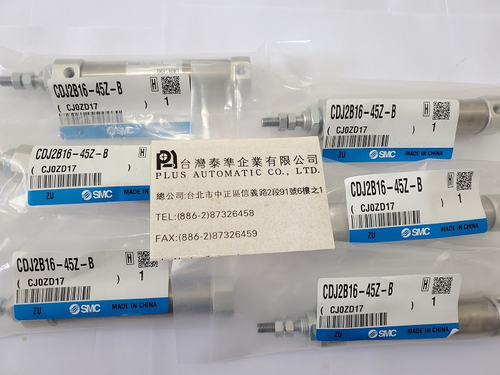 CDJ2B16-45Z-B
H
( CJ0ZD17 ) 1
SMC
CDJ2B16-45Z-B
H
( CJ0ZD17 ) 1
ZU SMC MADE IN CHINA
CDJ2B16-45Z-B
H
( CJ0ZD17 ) 1
ZU SMC MADE IN
台灣泰準企業有限公司
PLUS AUTOMATIC CO., LTD.
總公司:台北市中正區信義路2段91號6樓之1
TEL:(886-2)87326458
FAX:(886-2)87326459
CDJ2B16-45Z-B
H
( CJ0ZD17 ) 1
ZU SMC MADE IN CHINA
CDJ2B16-45Z-B
H
( CJ0ZD17 ) 1
ZU SMC MADE IN CHINA
CDJ2B16-45Z-B
H
( CJ0ZD17 ) 1
ZU SMC MADE IN CHINA